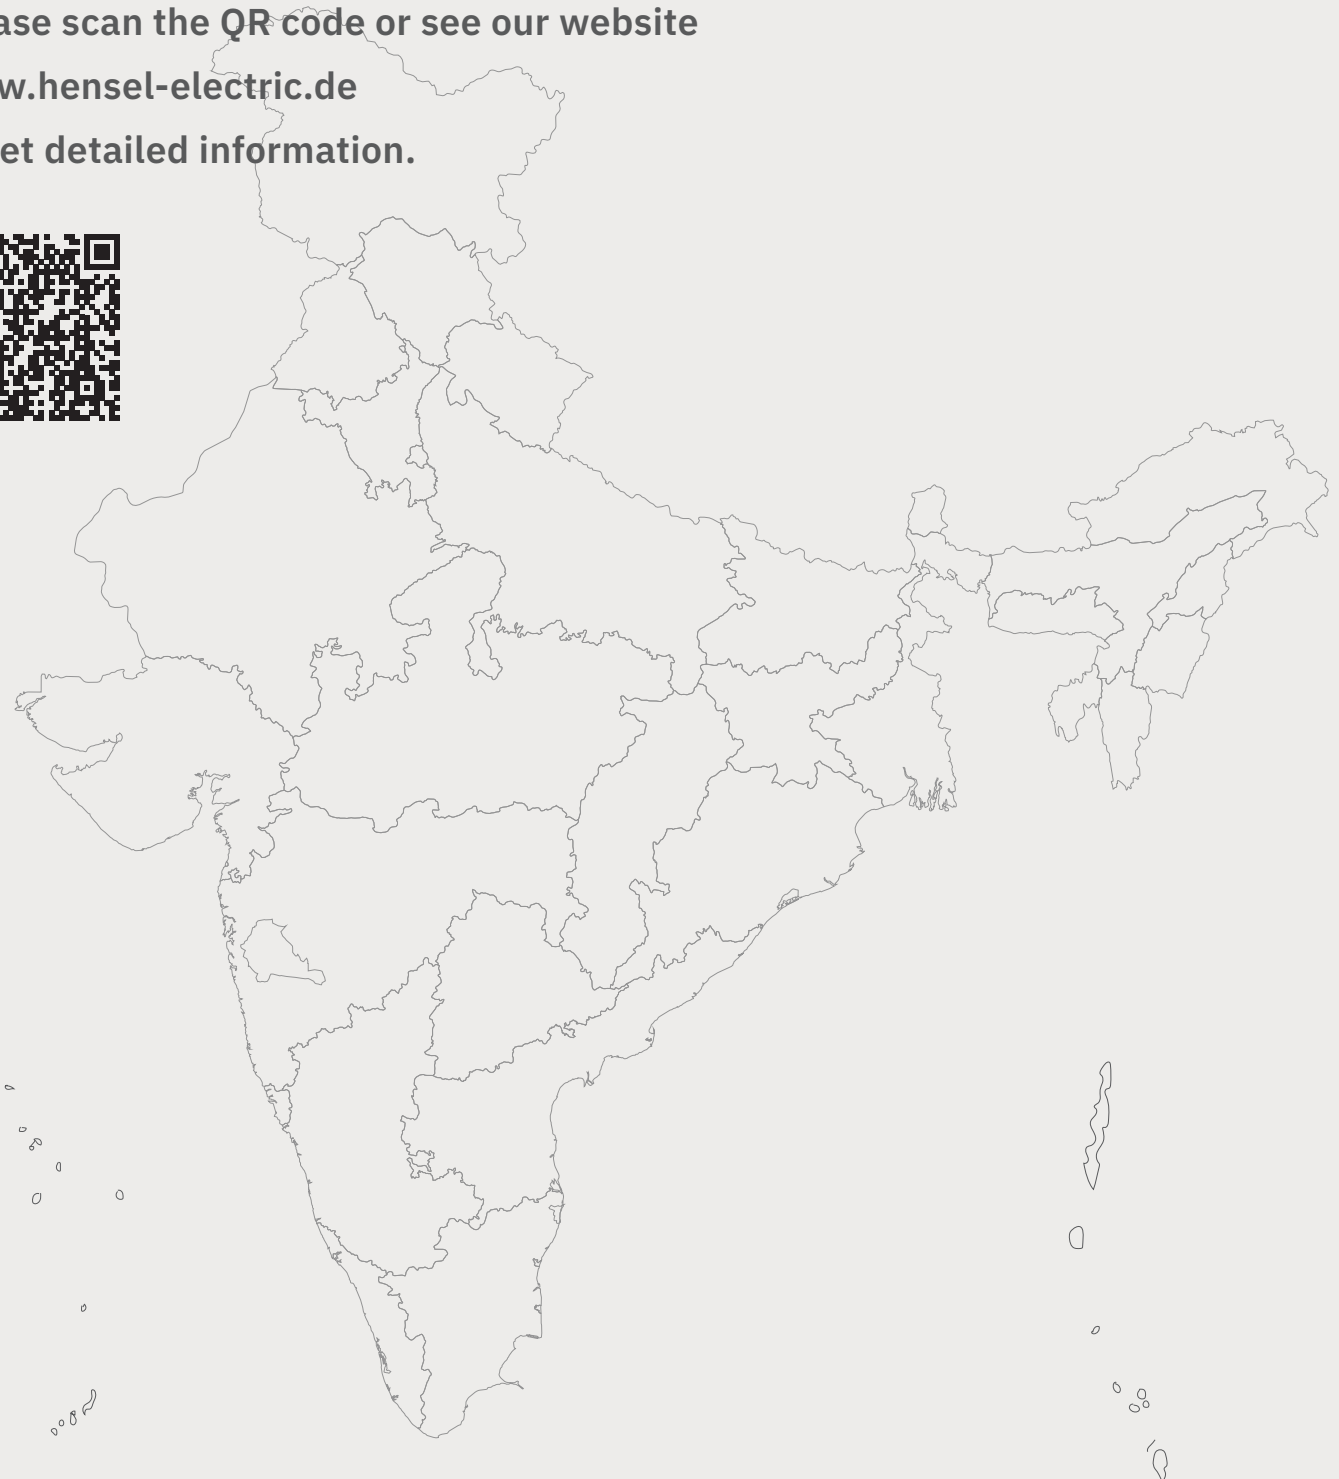 ase scan the QR code or see our website
w.hensel-electric.de
et detailed information.